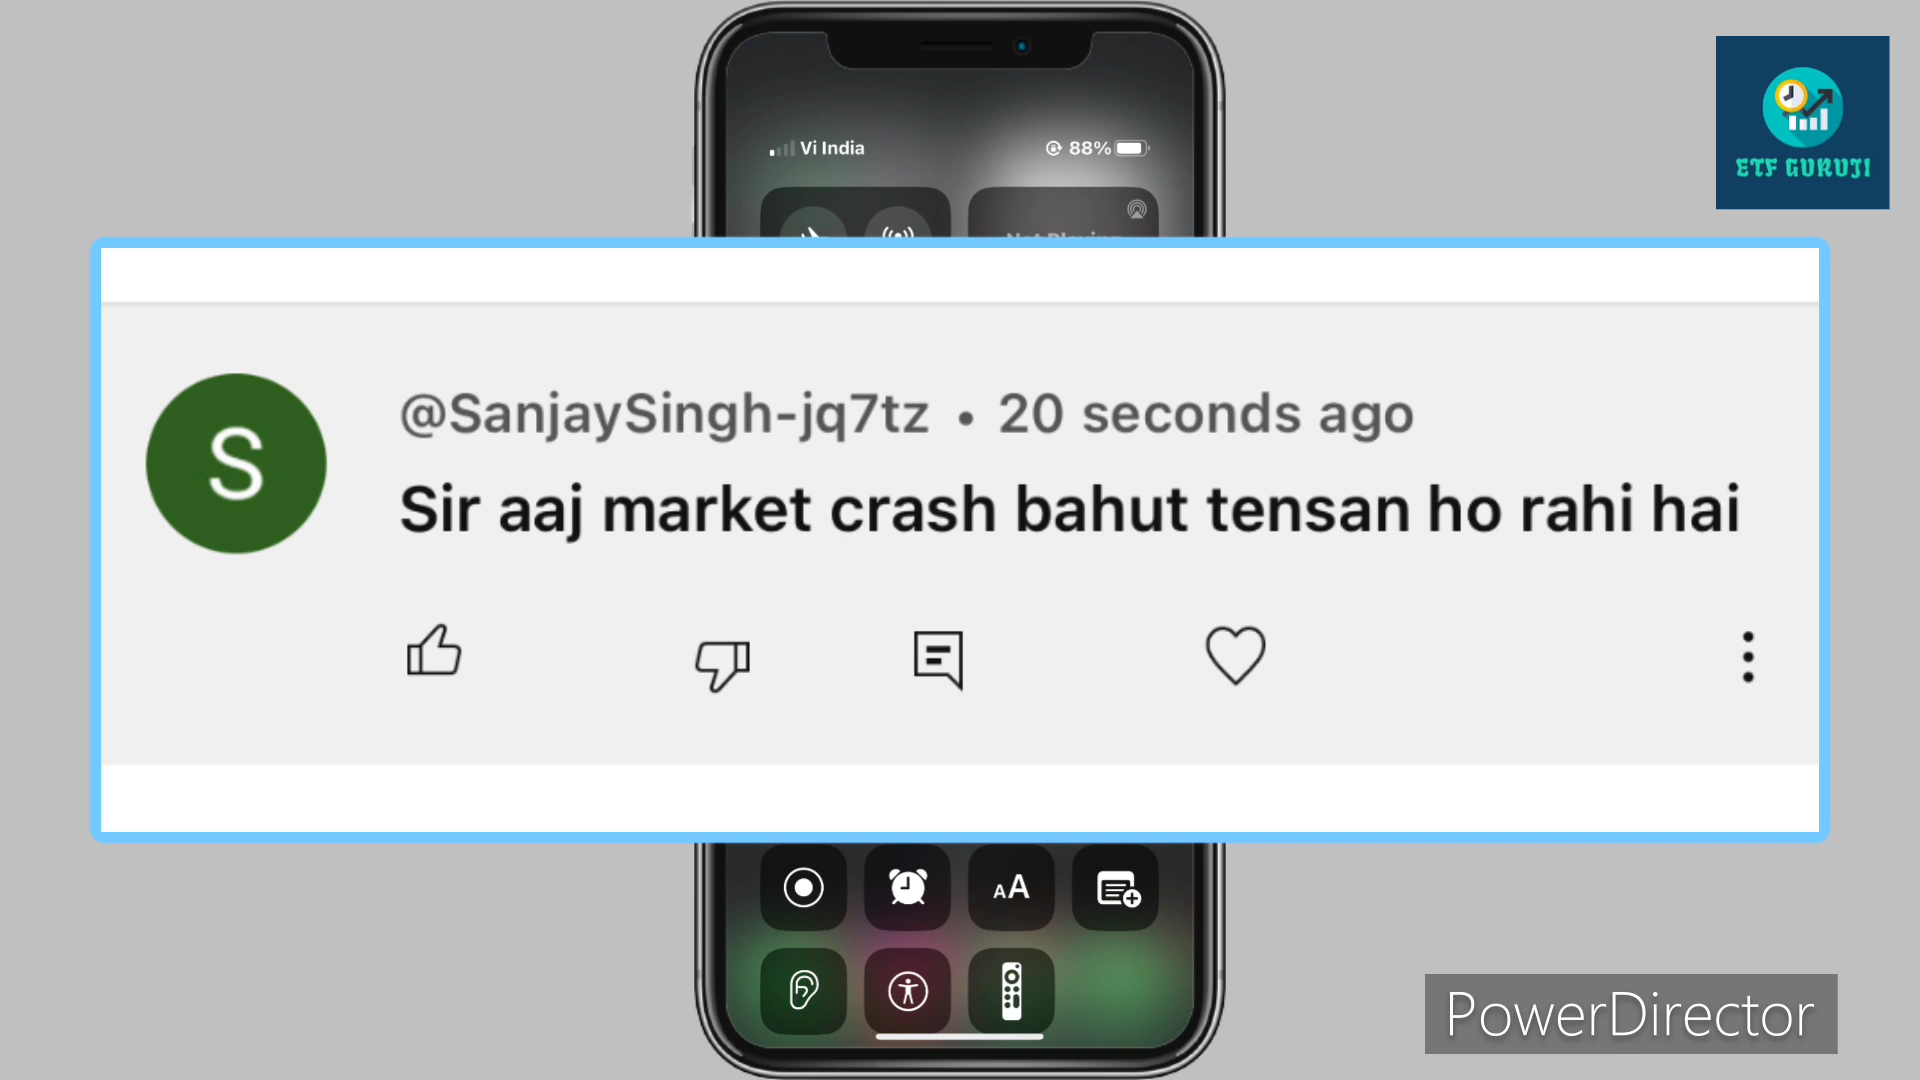 Vi India
88%
ETF GURUJI
@SanjaySingh-jq7tz • 20 seconds ago
S
Sir aaj market crash bahut tensan ho rahi hai
AA
PowerDirector